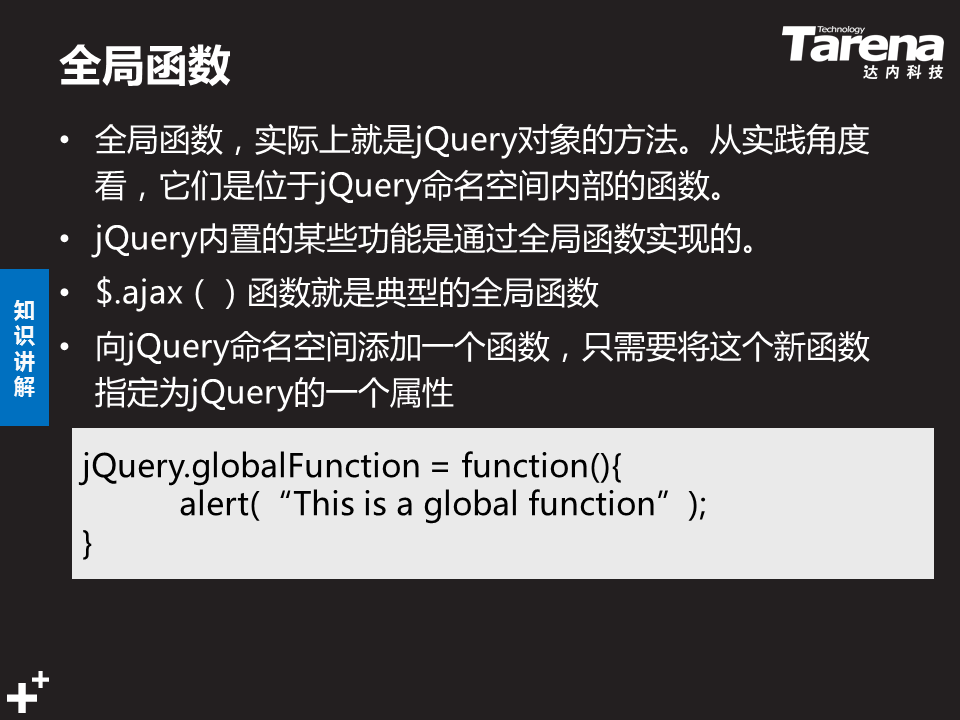 全局函数
Technology
Tarena
达内科技
• 全局函数，实际上就是jQuery对象的方法。从实践角度
看，它们是位于jQuery命名空间内部的函数。
• jQuery内置的某些功能是通过全局函数实现的。
• $.ajax（）函数就是典型的全局函数
• 向jQuery命名空间添加一个函数，只需要将这个新函数
指定为jQuery的一个属性
知
识
讲
解
jQuery.globalFunction = function(){
alert(“This is a global function”);
}